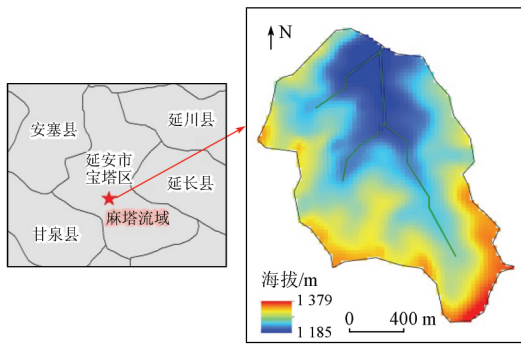 安塞县
延川县
延安市
宝塔区
延长县
甘泉县
麻塔流域
N
海拔/m
1 379
1 185
0 400 m